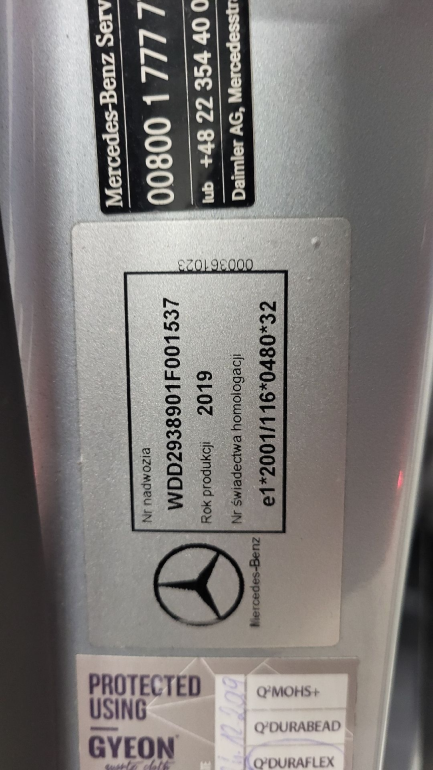 Mercedes-Benz Serv
00800 1 777 7
lub +48 22 354 40 0
Daimler AG, Mercedesstr
000361023
Nr nadwozia
WDD2938901F001537
Rok produkcji 2019
Nr świadectwa homologacji
e1*2001/116*0480*32
Mercedes-Benz
PROTECTED
USING
GYEON
quartz cloth
Q²MOHS+
Q²DURABEAD
Q²DURAFLEX